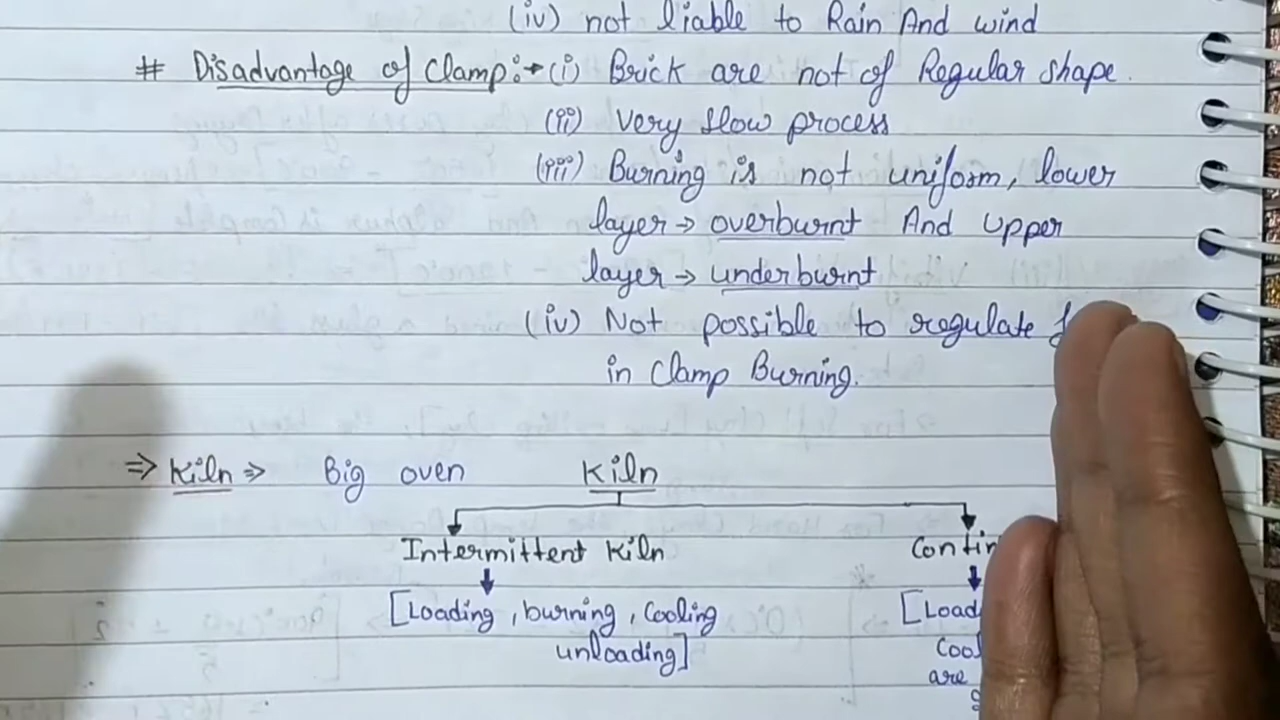 (iv) not liable to Rain And wind
# Disadvantage of Clamp:→(i) Brick are not of Regular shape.
(ii) Very slow process
(iii) Burning is not uniform, lower
layer → overburnt And Upper
layer → underburnt
(iv) Not possible to regulate
in Clamp Burning.
⇒ Kiln ⇒ Big oven Kiln
Intermittent Kiln
[Loading, burning, Cooling
unloading]
are